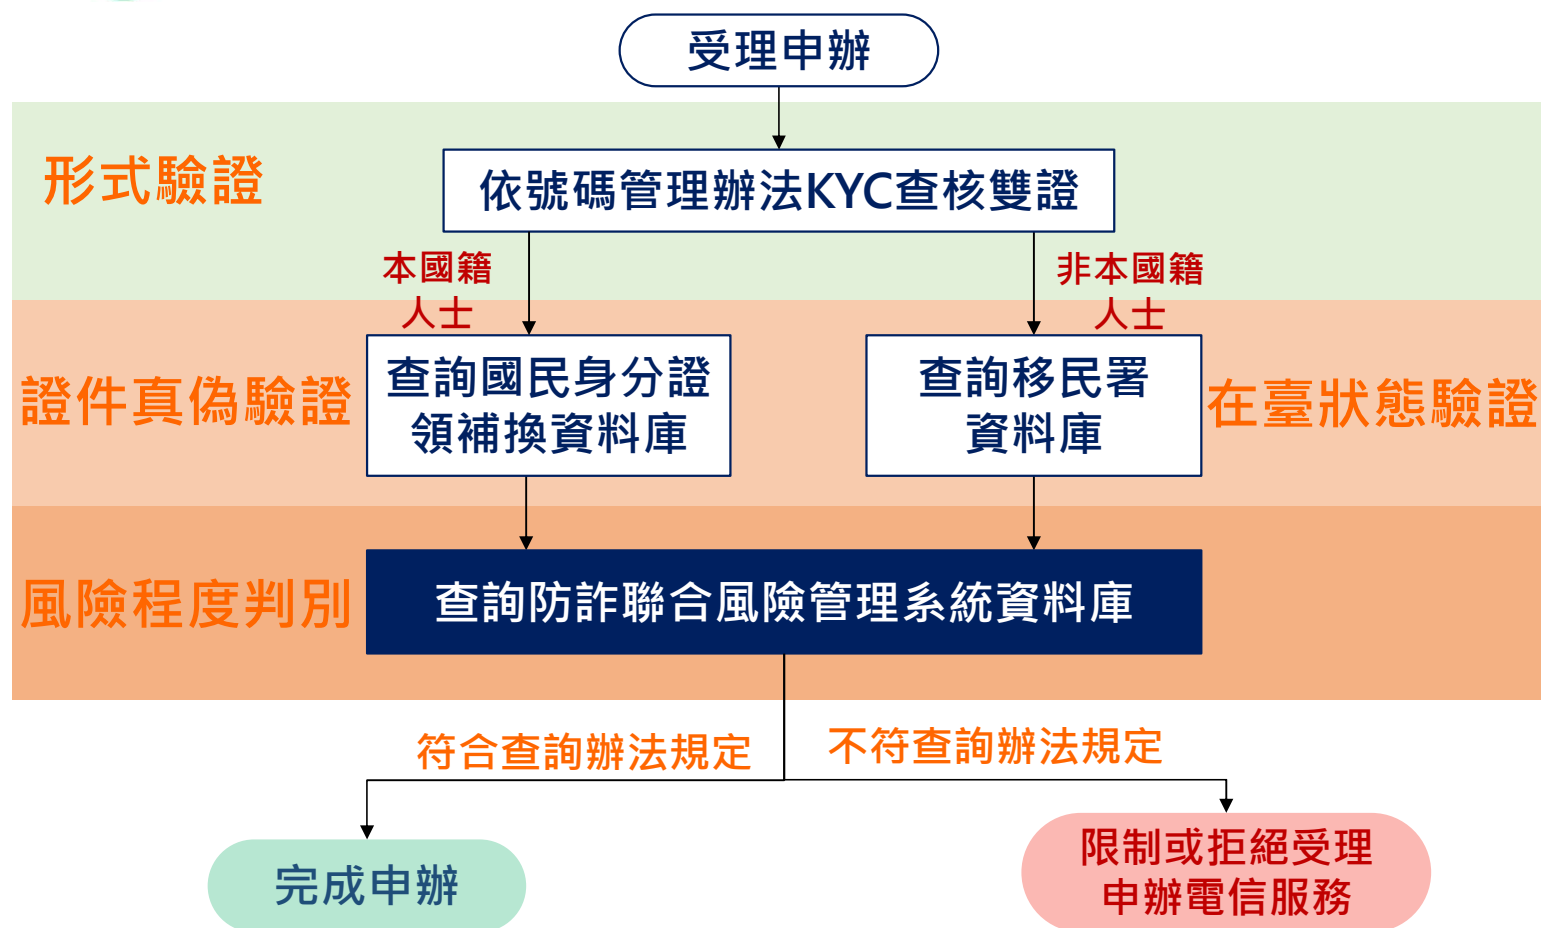 受理申辦
形式驗證
依號碼管理辦法KYC查核雙證
本國籍
人士
非本國籍
人士
證件真偽驗證
查詢國民身分證
領補換資料庫
查詢移民署
資料庫
在臺狀態驗證
風險程度判別
查詢防詐聯合風險管理系統資料庫
符合查詢辦法規定
不符查詢辦法規定
完成申辦
限制或拒絕受理
申辦電信服務